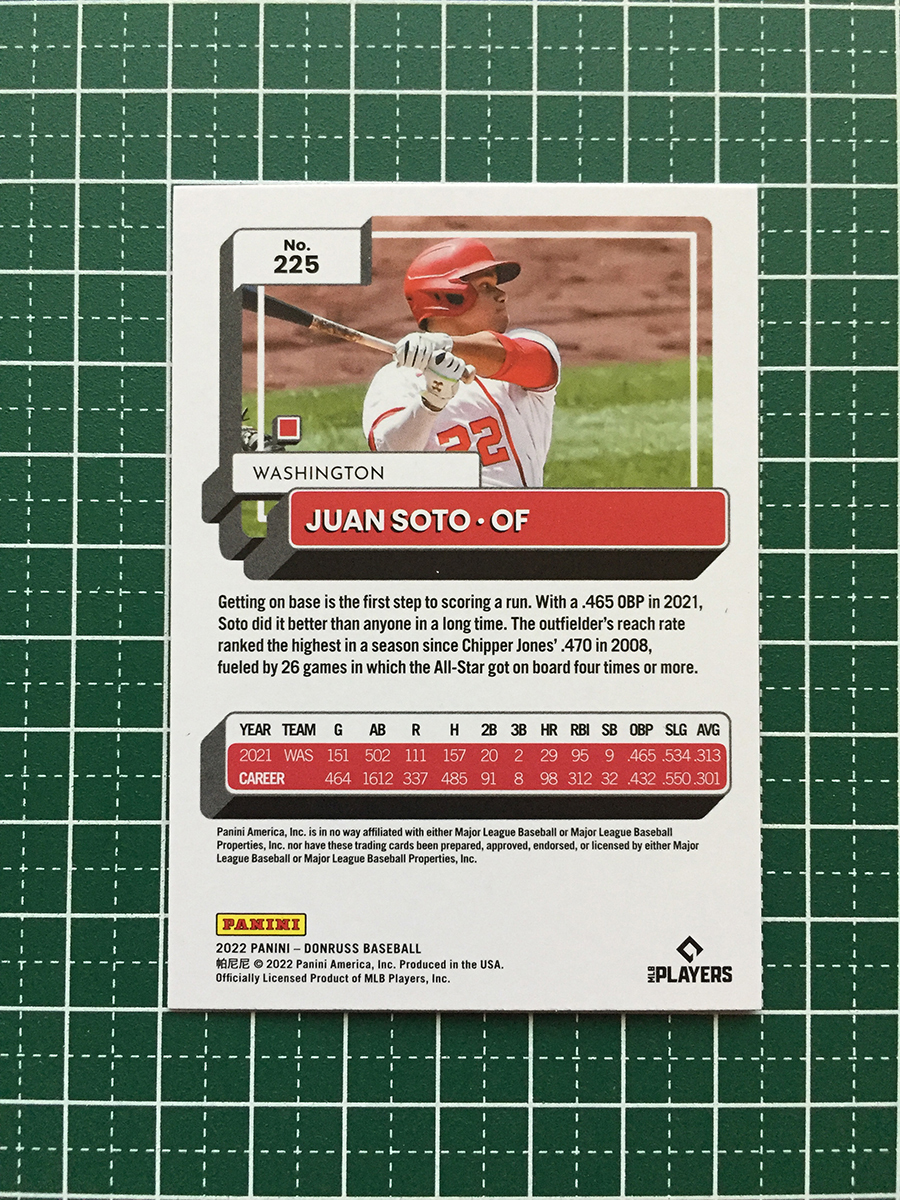 No.
225
22
WASHINGTON
JUAN SOTO • OF
Getting on base is the first step to scoring a run. With a .465 OBP in 2021,
Soto did it better than anyone in a long time. The outfielder's reach rate
ranked the highest in a season since Chipper Jones' .470 in 2008,
fueled by 26 games in which the All-Star got on board four times or more.
YEAR TEAM G AB R H 2B 3B HR RBI SB OBP SLG AVG
2021 WAS 151 502 111 157 20 2 29 95 9 .465 .534 .313
CAREER 464 1612 337 485 91 8 98 312 32 .432 .550 .301
Panini America, Inc. is in no way affiliated with either Major League Baseball or Major League Baseball
Properties, Inc. nor have these trading cards been prepared, approved, endorsed, or licensed by either Major
League Baseball or Major League Baseball Properties, Inc.
PANINI
2022 PANINI – DONRUSS BASEBALL
帕尼尼 © 2022 Panini America, Inc. Produced in the USA.
Officially Licensed Product of MLB Players, Inc.
MLB PLAYERS